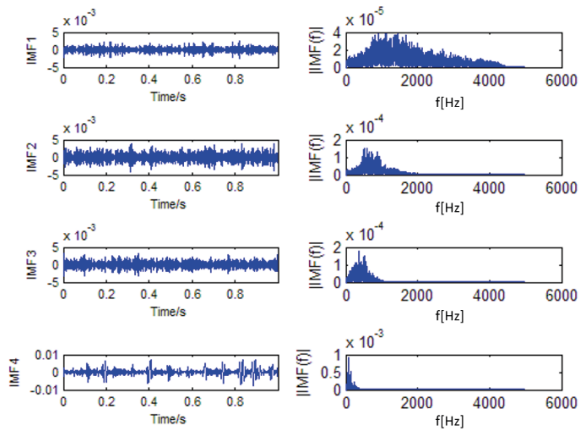 x 10^-3
5
0
-5
IMF1
0 0.2 0.4 0.6 0.8
Time/s
x 10^-5
4
2
0
|IMF(f)|
0 2000 4000 6000
f[Hz]
x 10^-3
5
0
-5
IMF2
0 0.2 0.4 0.6 0.8
Time/s
x 10^-4
2
1
0
|IMF(f)|
0 2000 4000 6000
f[Hz]
x 10^-3
5
0
-5
IMF3
0 0.2 0.4 0.6 0.8
Time/s
x 10^-4
2
1
0
|IMF(f)|
0 2000 4000 6000
f[Hz]
0.01
0
-0.01
IMF4
0 0.2 0.4 0.6 0.8
Time/s
x 10^-3
1
0.5
0
|IMF(f)|
0 2000 4000 6000
f[Hz]